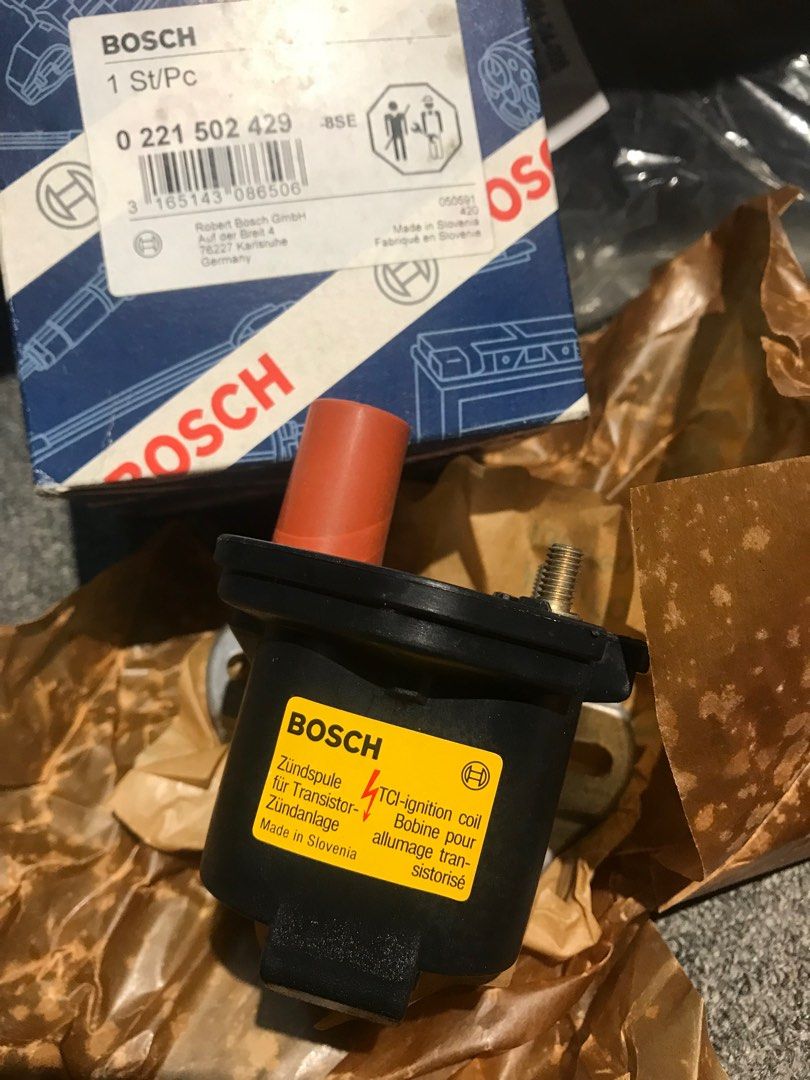 BOSCH
1 St/Pc
0 221 502 429
-8SE
3 165143 086506
Robert Bosch GmbH
Auf der Breit 4
76227 Karlsruhe
Germany
050691
420
Made in Slovenia
Fabriqué en Slovenie
BOSCH
BOSCH
BOSCH
Zündspule
für Transistor-
Zündanlage
Made in Slovenia
TCI-ignition coil
Bobine pour
allumage tran-
sistorisé